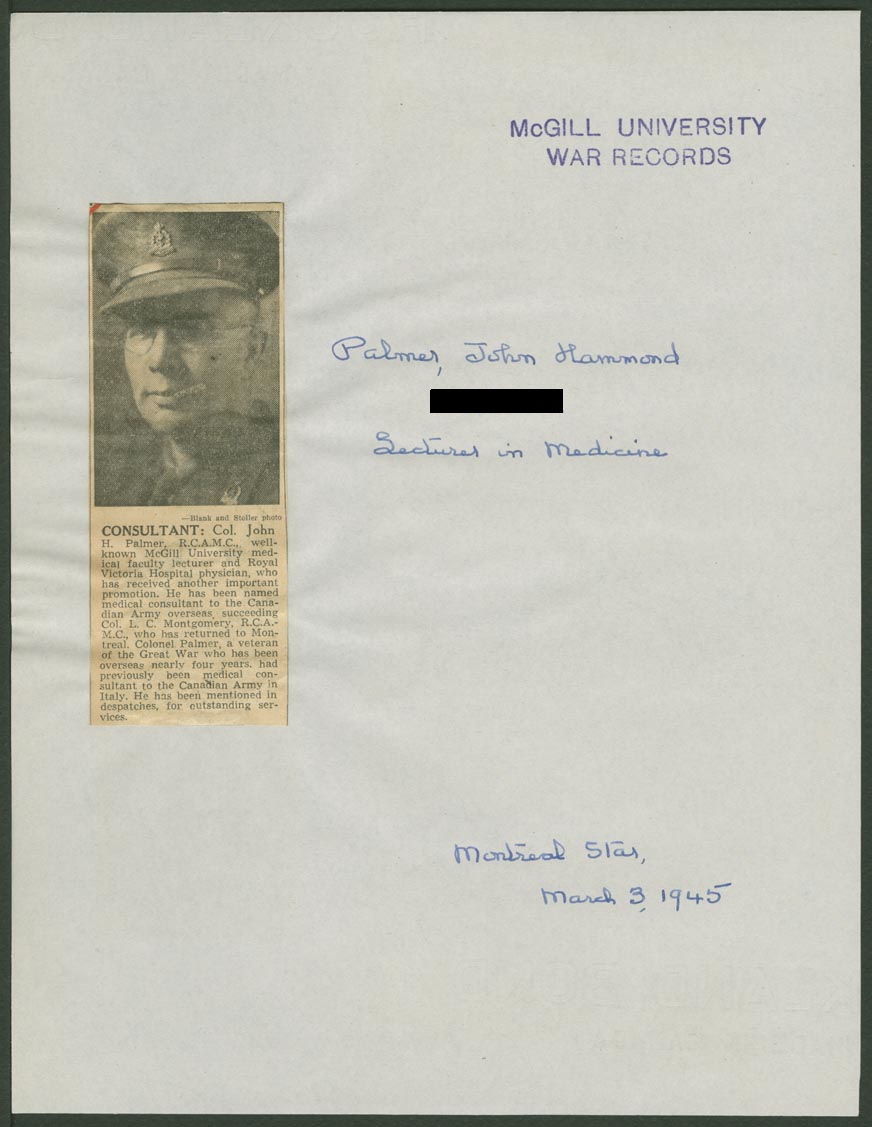 McGILL UNIVERSITY
WAR RECORDS
Palmer, John Hammond
Lecturer in Medicine
—Blank and Stoller photo
CONSULTANT: Col. John
H. Palmer, R.C.A.M.C., well-
known McGill University med-
ical faculty lecturer and Royal
Victoria Hospital physician, who
has received another important
promotion. He has been named
medical consultant to the Cana-
dian Army overseas, succeeding
Col. L. C. Montgomery, R.C.A.-
M.C., who has returned to Mon-
treal. Colonel Palmer, a veteran
of the Great War who has been
overseas nearly four years, had
previously been medical con-
sultant to the Canadian Army in
Italy. He has been mentioned in
despatches, for outstanding ser-
vices.
Montreal Star,
March 3, 1945